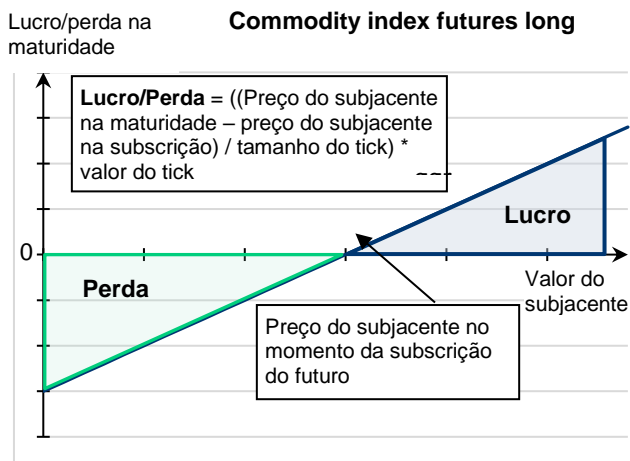 Lucro/perda na
maturidade
Commodity index futures long
Lucro/Perda = ((Preço do subjacente
na maturidade – preço do subjacente
na subscrição) / tamanho do tick) *
valor do tick
Lucro
0
Perda
Valor do
subjacente
Preço do subjacente no
momento da subscrição
do futuro